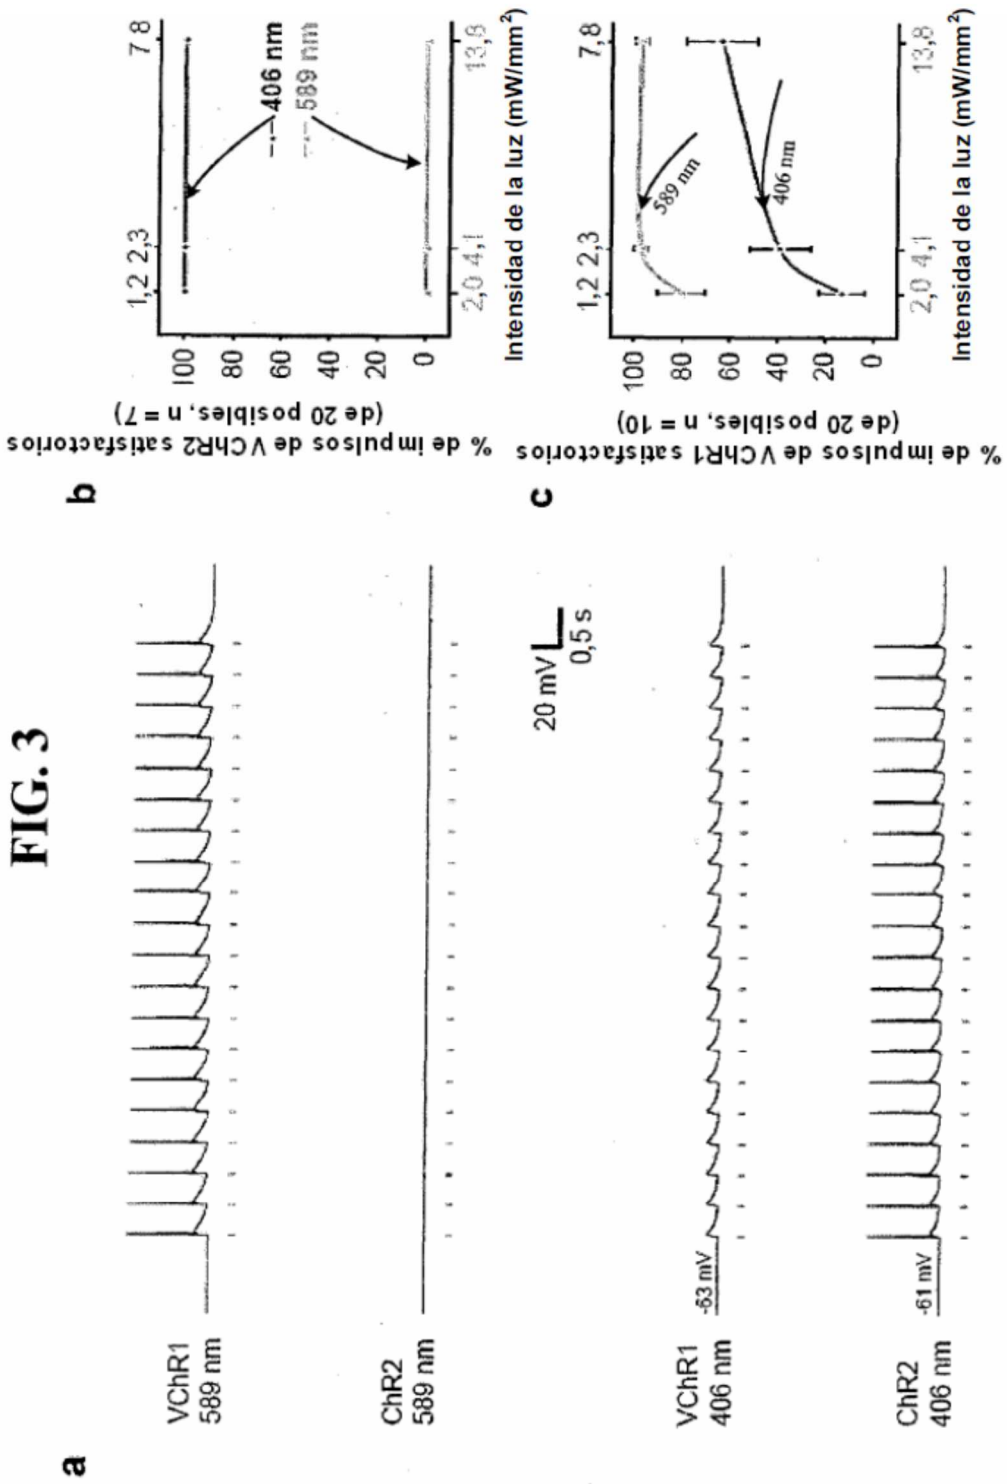 FIG. 3
a
VChR1
589 nm
ChR2
589 nm
20 mV
0,5 s
VChR1
406 nm
-63 mV
ChR2
406 nm
-61 mV
b
% de impulsos de VChR2 satisfactorios
(de 20 posibles, n = 7)
1,2 2,3 7 8
100
80
60
40
20
0
406 nm
589 nm
2,0 4,1 13,8
Intensidad de la luz (mW/mm²)
c
% de impulsos de VChR1 satisfactorios
(de 20 posibles, n = 10)
1,2 2,3 7,8
100
80
60
40
20
0
589 nm
406 nm
2,0 4,1 13,8
Intensidad de la luz (mW/mm²)